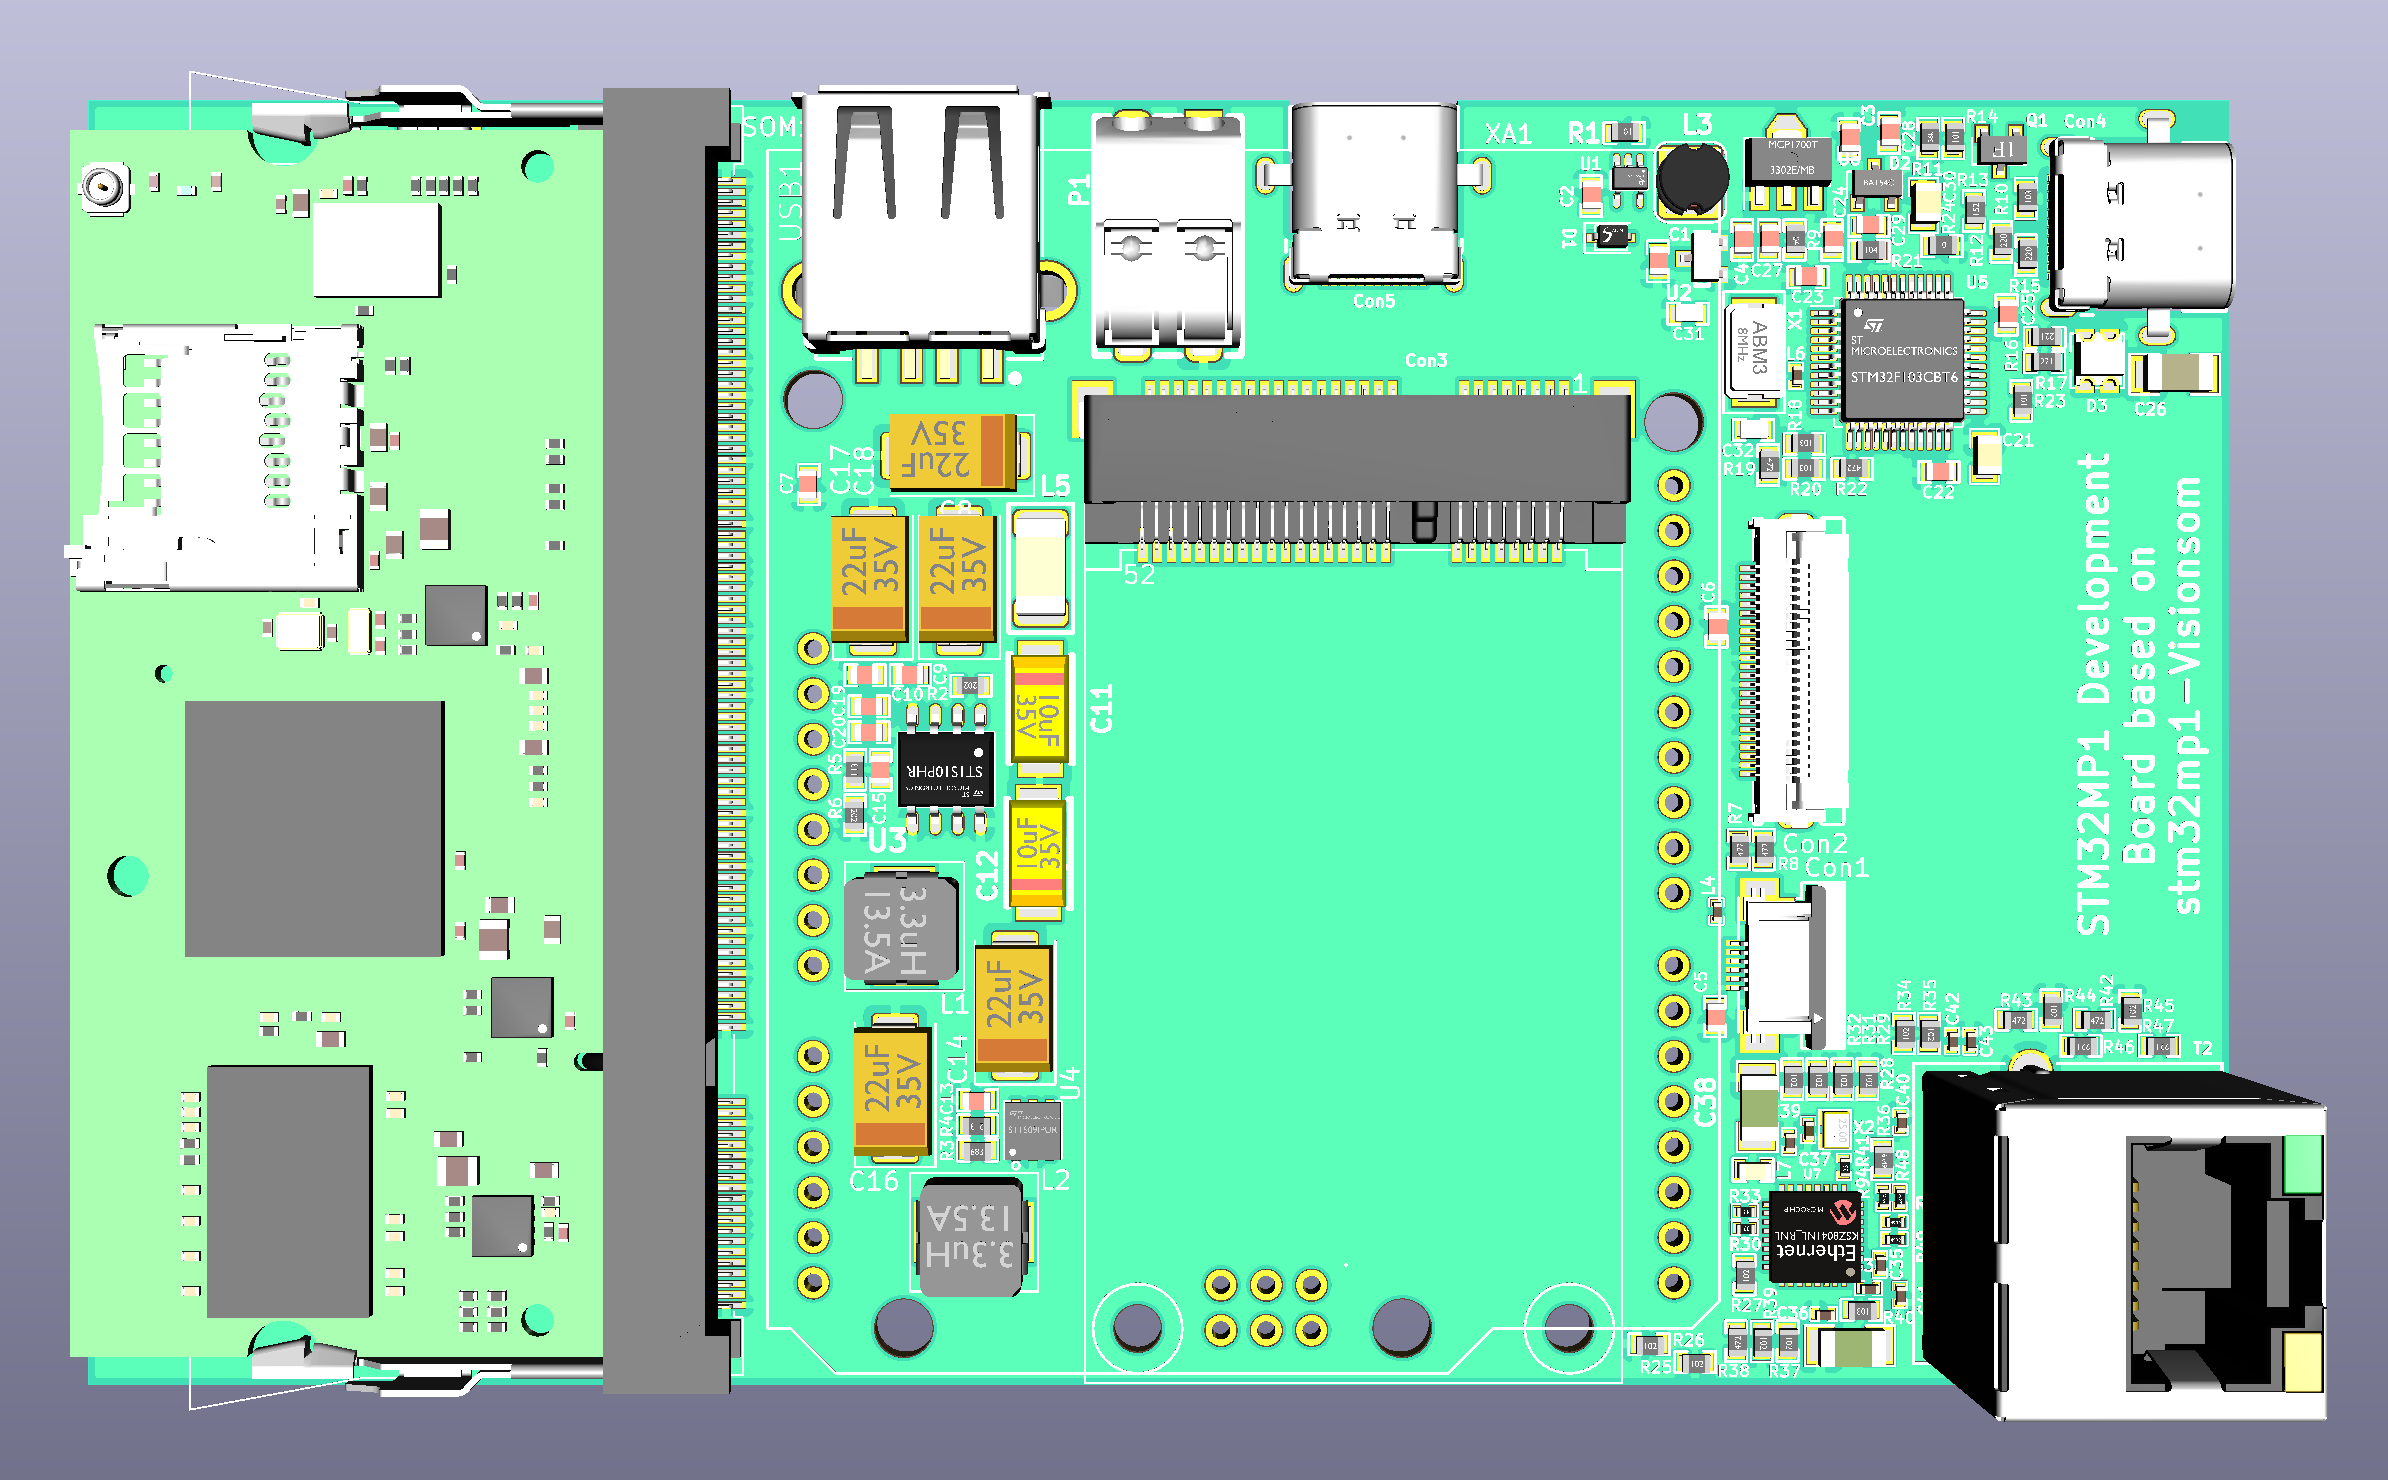 SOM
USB1
P1
XA1
Con5
Con3
1
52
R1
U1
C2
D1
L3
C1
U2
C31
MCP1700T
3302E/MB
C4
C27
C23
R9
C24
C29
R21
D2
C28
R14
Q1
Con4
R11
C30
R13
R10
R24
R12
U5
R15
C25
R16
R17
R23
D3
C26
C21
C22
R22
R20
R19
C32
R18
L6
X1
ABM3
8MHz
ST
MICROELECTRONICS
STM32F103CBT6
C7
C17
C18
22uF
35V
L5
22uF
35V
22uF
35V
C19
C10
R2
C9
202
C20
R5
R6
C15
ST1S10PHR
U3
10uF
35V
C11
10uF
35V
C12
3.3uH
13.5A
L1
22uF
35V
22uF
35V
C14
C16
C13
R4
R3
U4
L2
3.3uH
13.5A
C6
R7
R8
Con2
Con1
L4
C5
C38
STM32MP1 Development
Board based on
stm32mp1-Visionsom
R32
R31
R29
R34
R35
C42
C43
R43
R44
R42
R45
R47
R46
T2
R28
C40
R36
X2
C37
U7
R41
R48
L7
R33
R30
R27
MICROCHIP
Ethernet
KSZ8041NL_RNL
C35
C36
R26
R25
R38
R37